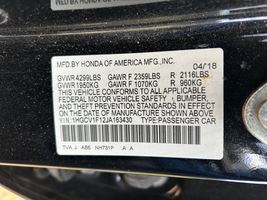 MFD. BY HONDA OF AMERICA MFG.,INC. 04/18
GVWR 4299LBS GAWR F 2359LBS R 2116LBS
GVWR 1950KG GAWR F 1070KG R 960KG
THIS VEHICLE CONFORMS TO ALL APPLICABLE
FEDERAL MOTOR VEHICLE SAFETY, BUMPER,
AND THEFT PREVENTION STANDARDS IN EFFECT
ON THE DATE OF MANUFACTURE SHOWN ABOVE.
V.I.N.:1HGCV1F12JA163430 TYPE:PASSENGER CAR
TVA J AB6 NH731P A A